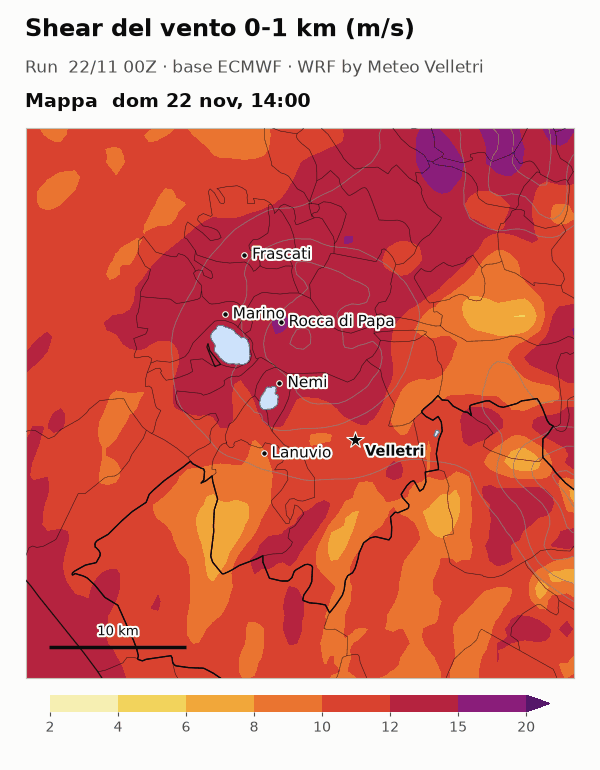 Shear del vento 0-1 km (m/s)
Run  22/11 00Z · base ECMWF · WRF by Meteo Velletri
Mappa  dom 22 nov, 14:00
Frascati
Marino
Rocca di Papa
Nemi
Velletri
Lanuvio
10 km
2 4 6 8 10 12 15 20